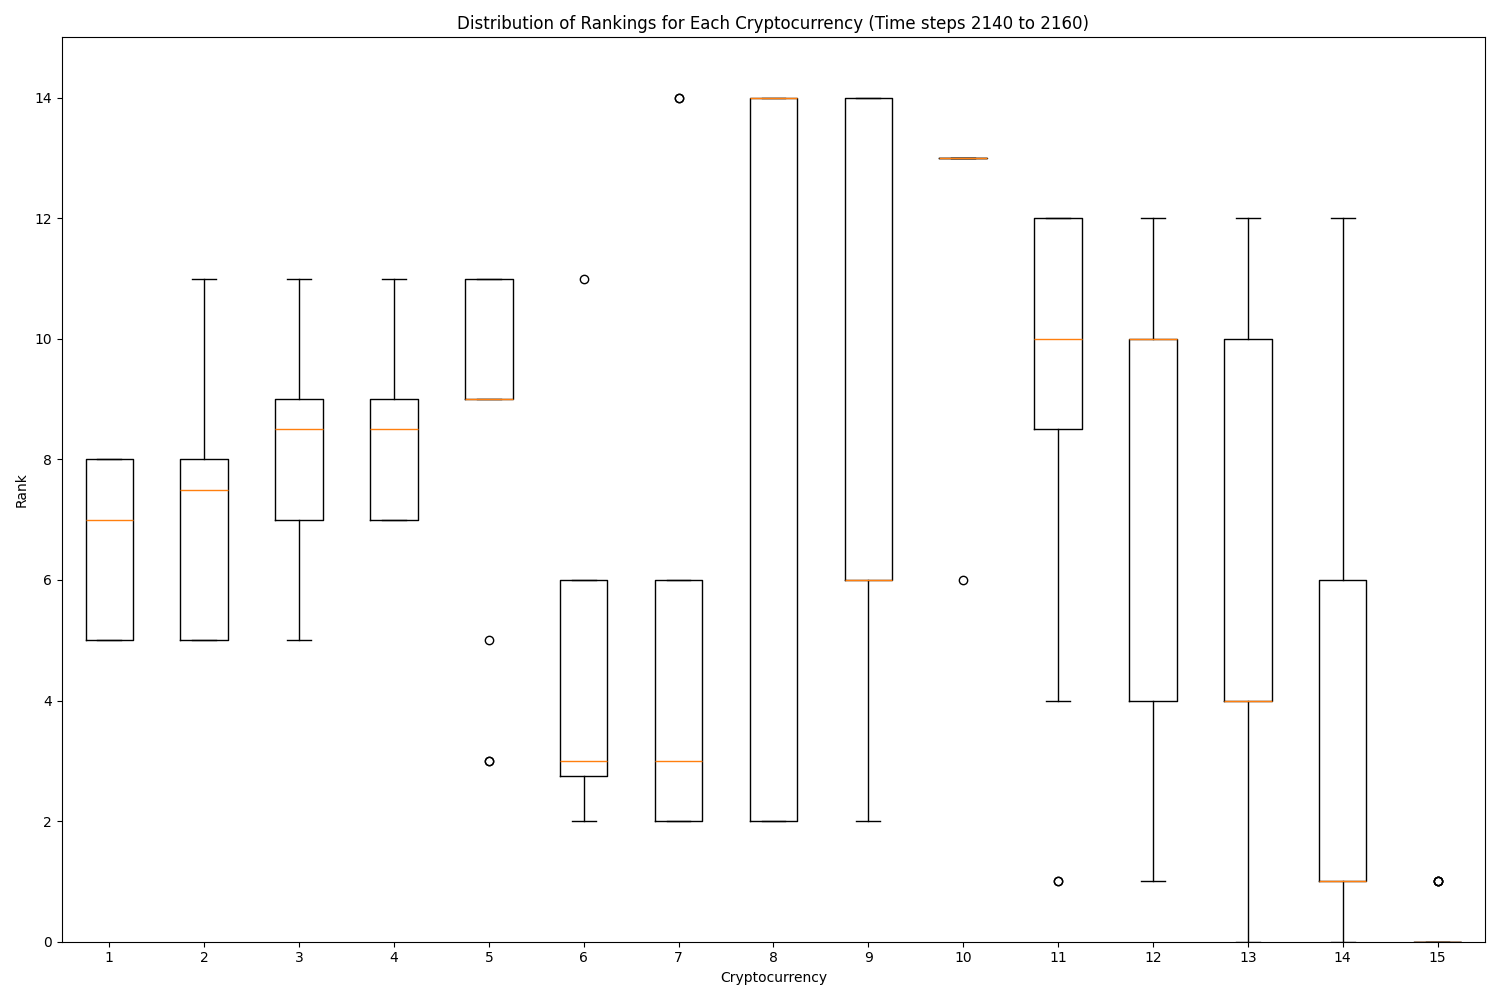 Distribution of Rankings for Each Cryptocurrency (Time steps 2140 to 2160)
14
12
10
8
6
4
2
0
Rank
1 2 3 4 5 6 7 8 9 10 11 12 13 14 15
Cryptocurrency